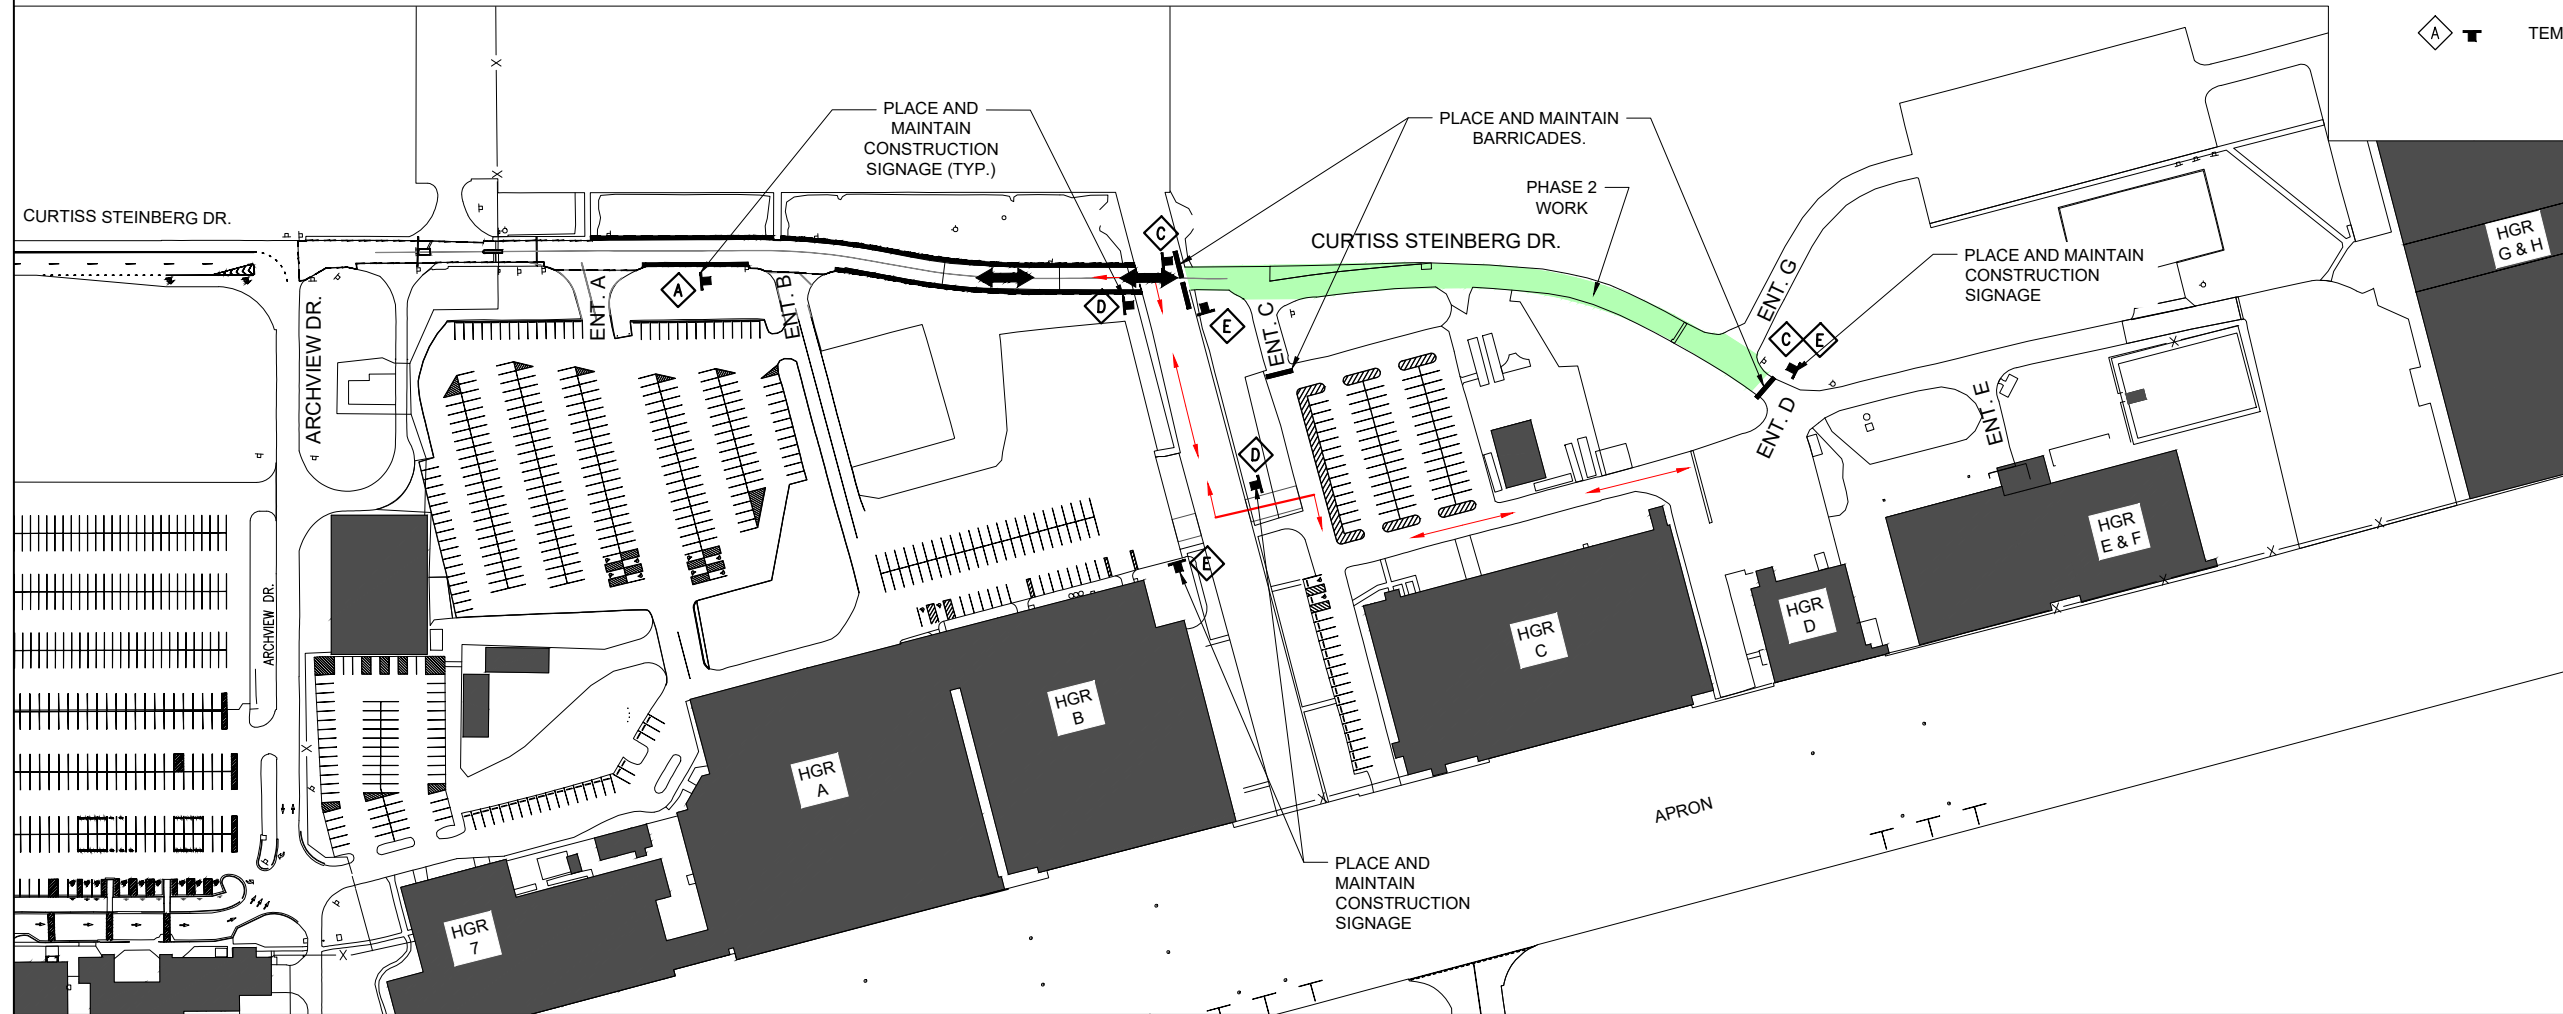 A
TEM
PLACE AND
MAINTAIN
CONSTRUCTION
SIGNAGE (TYP.)
PLACE AND MAINTAIN
BARRICADES.
PHASE 2
WORK
CURTISS STEINBERG DR.
CURTISS STEINBERG DR.
PLACE AND MAINTAIN
CONSTRUCTION
SIGNAGE
HGR
G & H
ARCHVIEW DR.
ENT. A
ENT. B
ENT. C
ENT. G
ENT. D
ENT. E
A
C
D
E
C
E
D
E
ARCHVIEW DR.
HGR
E & F
HGR
D
HGR
C
HGR
B
HGR
A
HGR
7
APRON
PLACE AND
MAINTAIN
CONSTRUCTION
SIGNAGE
X
X
X
X
X
X
X
X
X
X